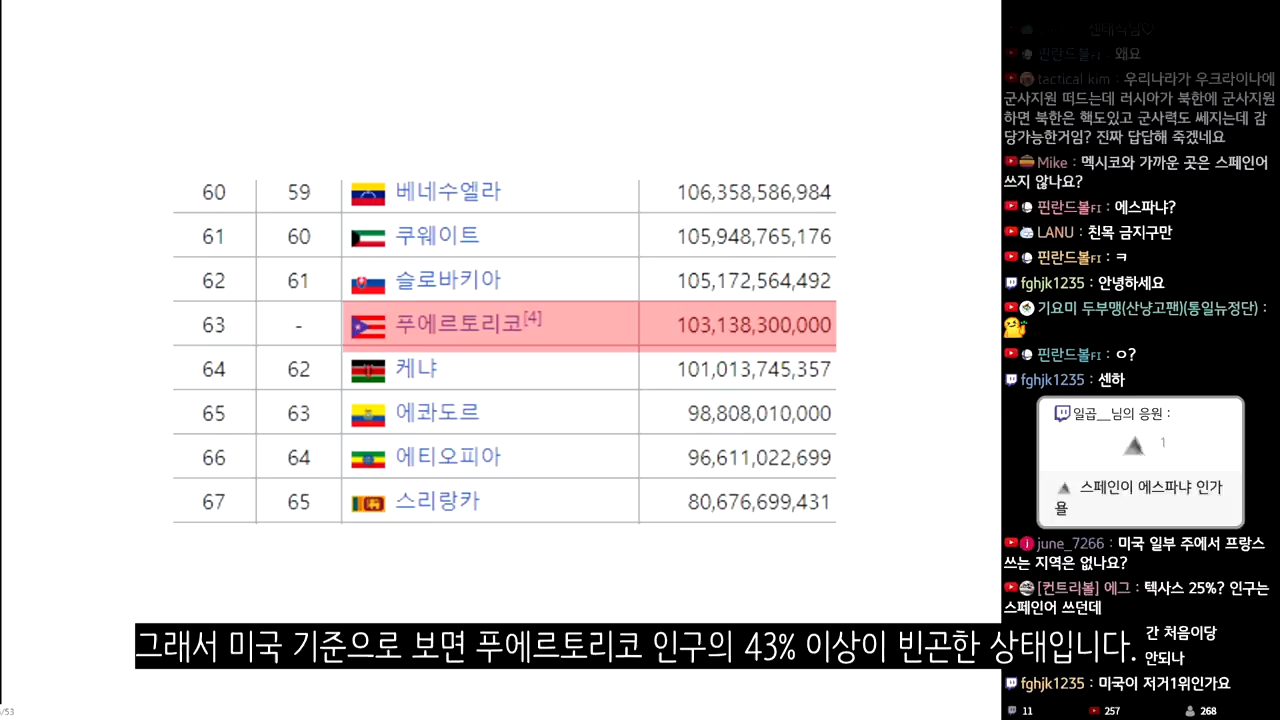 60 59 베네수엘라 106,358,586,984
61 60 쿠웨이트 105,948,765,176
62 61 슬로바키아 105,172,564,492
63 - 푸에르토리코[4] 103,138,300,000
64 62 케냐 101,013,745,357
65 63 에콰도르 98,808,010,000
66 64 에티오피아 96,611,022,699
67 65 스리랑카 80,676,699,431
그래서 미국 기준으로 보면 푸에르토리코 인구의 43% 이상이 빈곤한 상태입니다.
/53
핀란드볼FI : 왜요
tactical kim : 우리나라가 우크라이나에
군사지원 떠드는데 러시아가 북한에 군사지원
하면 북한은 핵도있고 군사력도 쎄지는데 감
당가능한거임? 진짜 답답해 죽겠네요
Mike : 멕시코와 가까운 곳은 스페인어
쓰지 않나요?
핀란드볼FI : 에스파냐?
LANU : 친목 금지구만
핀란드볼FI : ㅋ
fghjk1235 : 안녕하세요
기요미 두부맹(산냥고팬)(통일뉴정단) :
핀란드볼FI : ㅇ?
fghjk1235 : 센하
일곱__님의 응원 :
1
스페인이 에스파냐 인가
욜
june_7266 : 미국 일부 주에서 프랑스
쓰는 지역은 없나요?
[컨트리볼] 에그 : 텍사스 25%? 인구는
스페인어 쓰던데
간 처음이당
안되나
fghjk1235 : 미국이 저거1위인가요
11 257 268